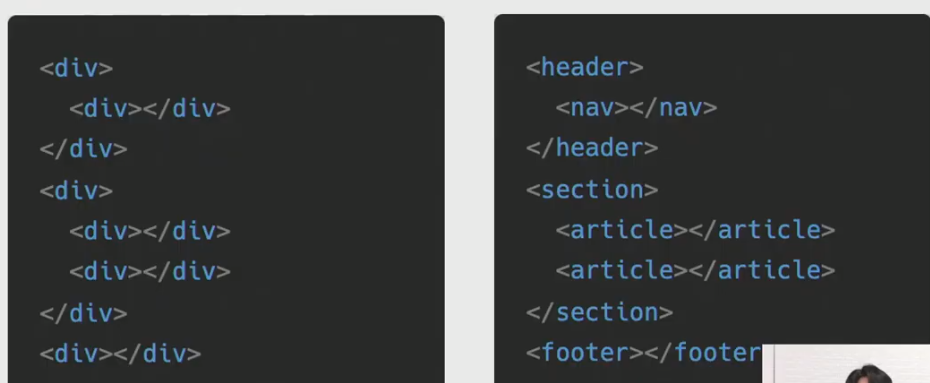 <div>
<div></div>
</div>
<div>
<div></div>
<div></div>
</div>
<div></div>
<header>
<nav></nav>
</header>
<section>
<article></article>
<article></article>
</section>
<footer></footer